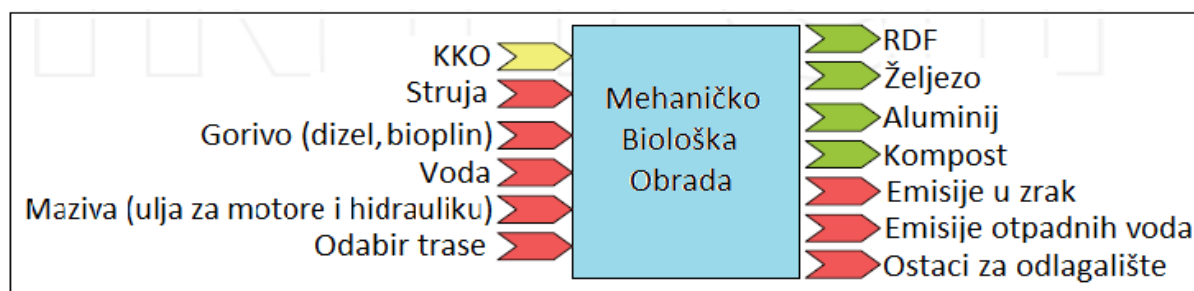 KKO
Struja
Gorivo (dizel, bioplin)
Voda
Maziva (ulja za motore i hidrauliku)
Odabir trase
Mehaničko
Biološka
Obrada
RDF
Željezo
Aluminij
Kompost
Emisije u zrak
Emisije otpadnih voda
Ostaci za odlagalište